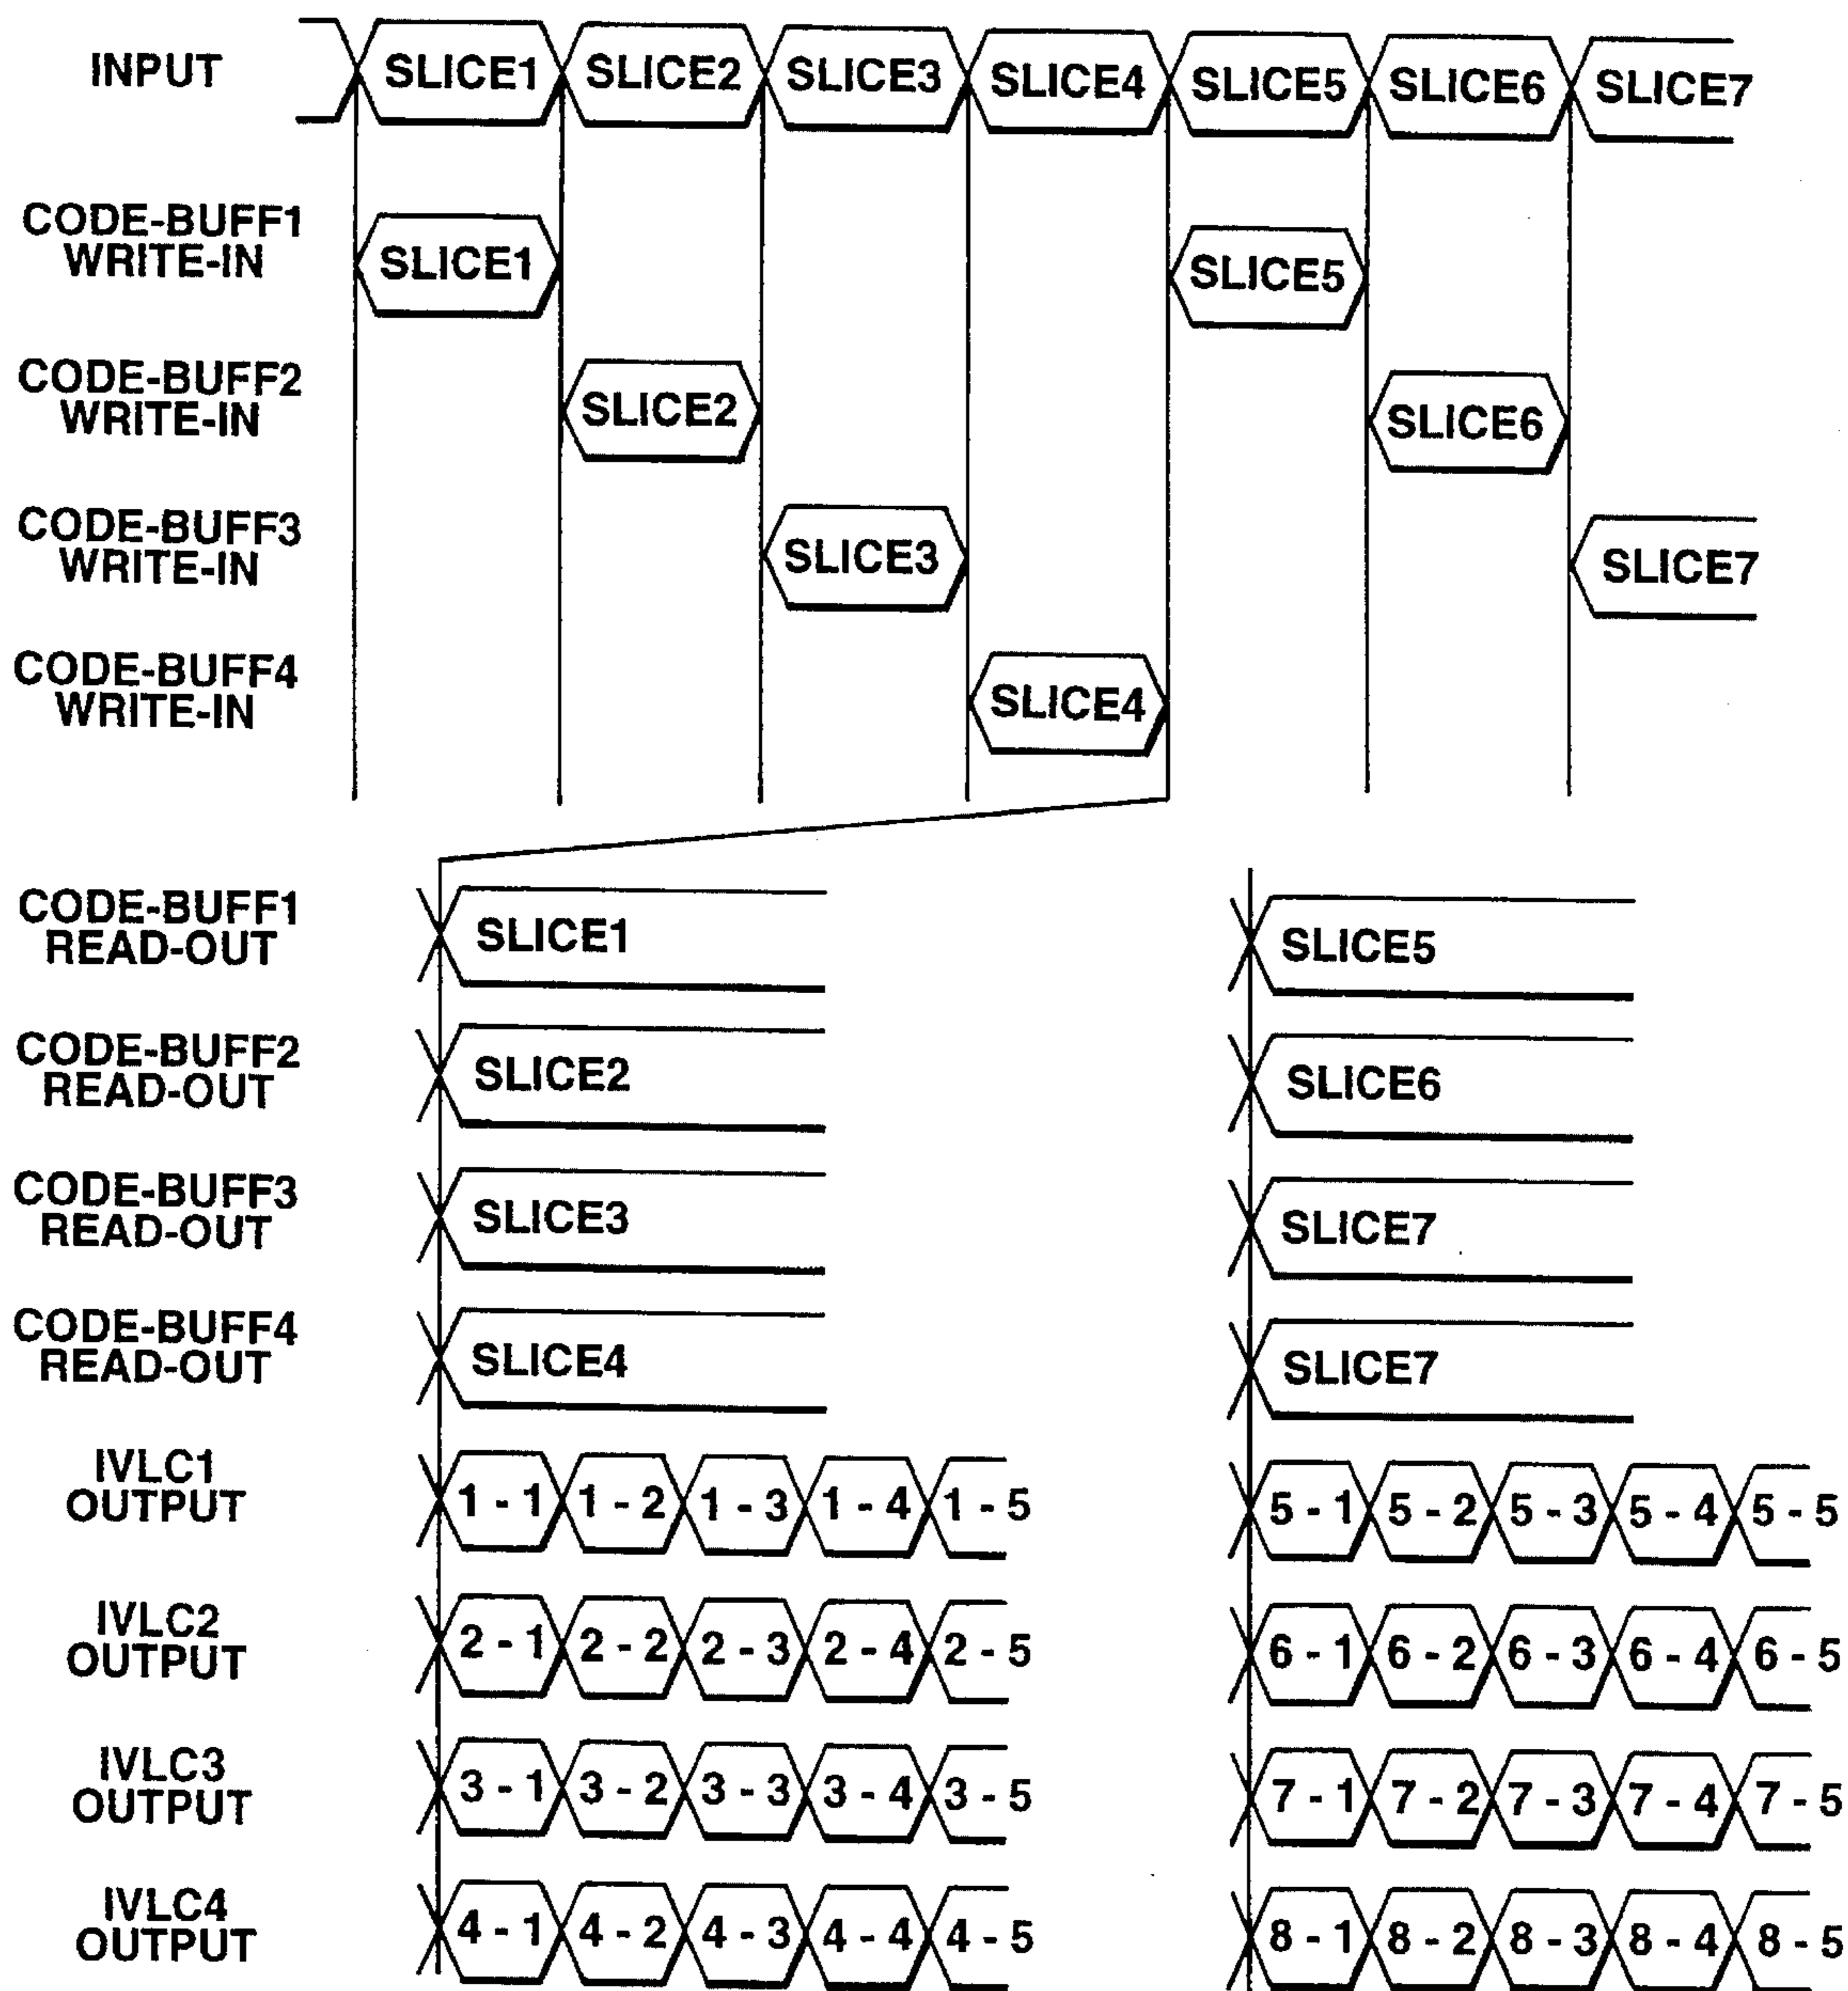 INPUT SLICE1 SLICE2 SLICE3 SLICE4 SLICE5 SLICE6 SLICE7
CODE-BUFF1
WRITE-IN SLICE1 SLICE5
CODE-BUFF2
WRITE-IN SLICE2 SLICE6
CODE-BUFF3
WRITE-IN SLICE3 SLICE7
CODE-BUFF4
WRITE-IN SLICE4
CODE-BUFF1
READ-OUT SLICE1 SLICE5
CODE-BUFF2
READ-OUT SLICE2 SLICE6
CODE-BUFF3
READ-OUT SLICE3 SLICE7
CODE-BUFF4
READ-OUT SLICE4 SLICE7
IVLC1
OUTPUT 1 - 1 1 - 2 1 - 3 1 - 4 1 - 5 5 - 1 5 - 2 5 - 3 5 - 4 5 - 5
IVLC2
OUTPUT 2 - 1 2 - 2 2 - 3 2 - 4 2 - 5 6 - 1 6 - 2 6 - 3 6 - 4 6 - 5
IVLC3
OUTPUT 3 - 1 3 - 2 3 - 3 3 - 4 3 - 5 7 - 1 7 - 2 7 - 3 7 - 4 7 - 5
IVLC4
OUTPUT 4 - 1 4 - 2 4 - 3 4 - 4 4 - 5 8 - 1 8 - 2 8 - 3 8 - 4 8 - 5